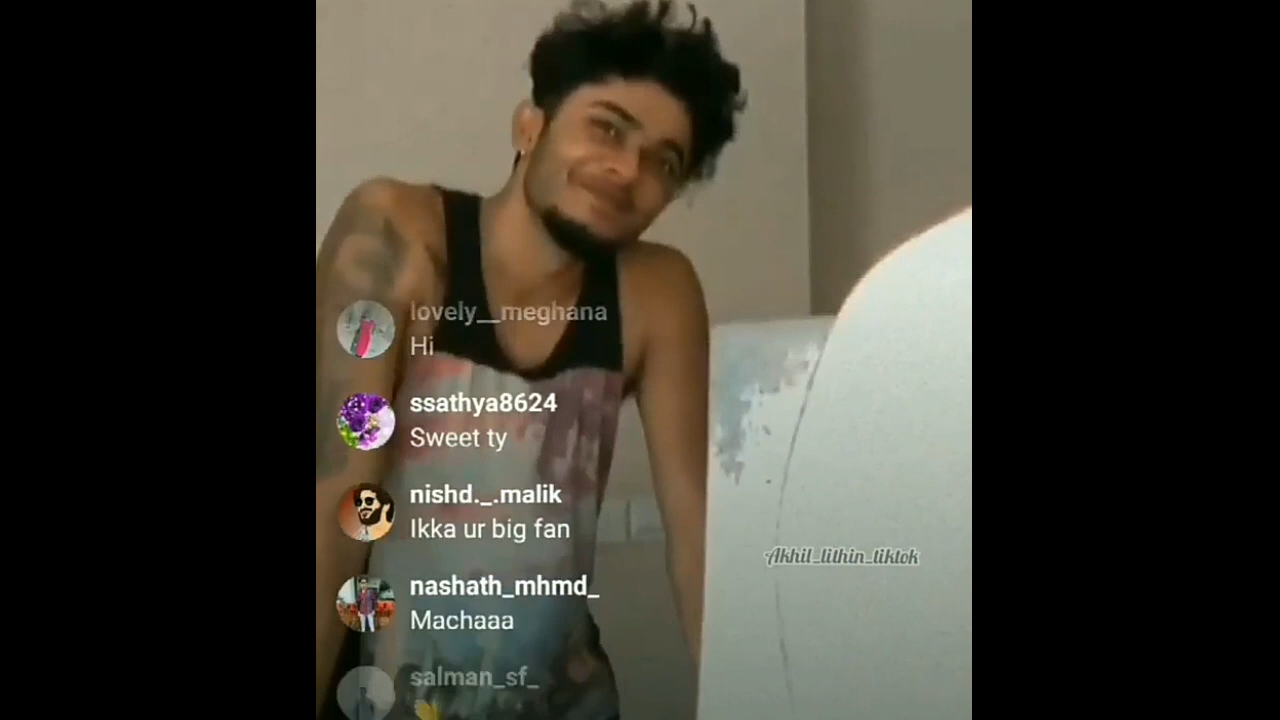 lovely__meghana
Hi
ssathya8624
Sweet ty
nishd._.malik
Ikka ur big fan
nashath_mhmd_
Machaaa
Akhil_lithin_tiktok
salman_sf_